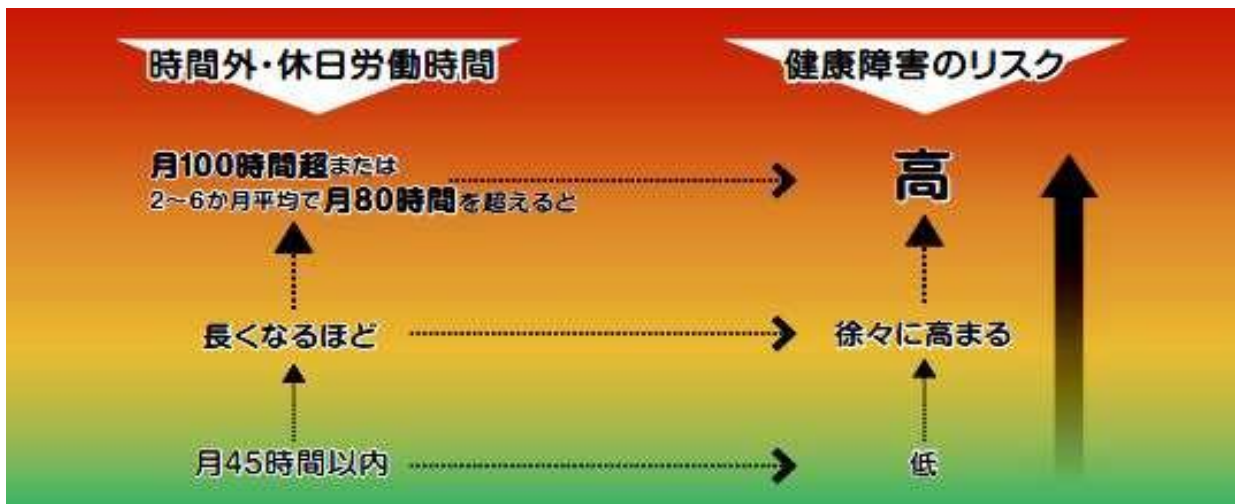 時間外・休日労働時間
健康障害のリスク
月100時間超または
2～6か月平均で月80時間を超えると
高
長くなるほど
徐々に高まる
月45時間以内
低